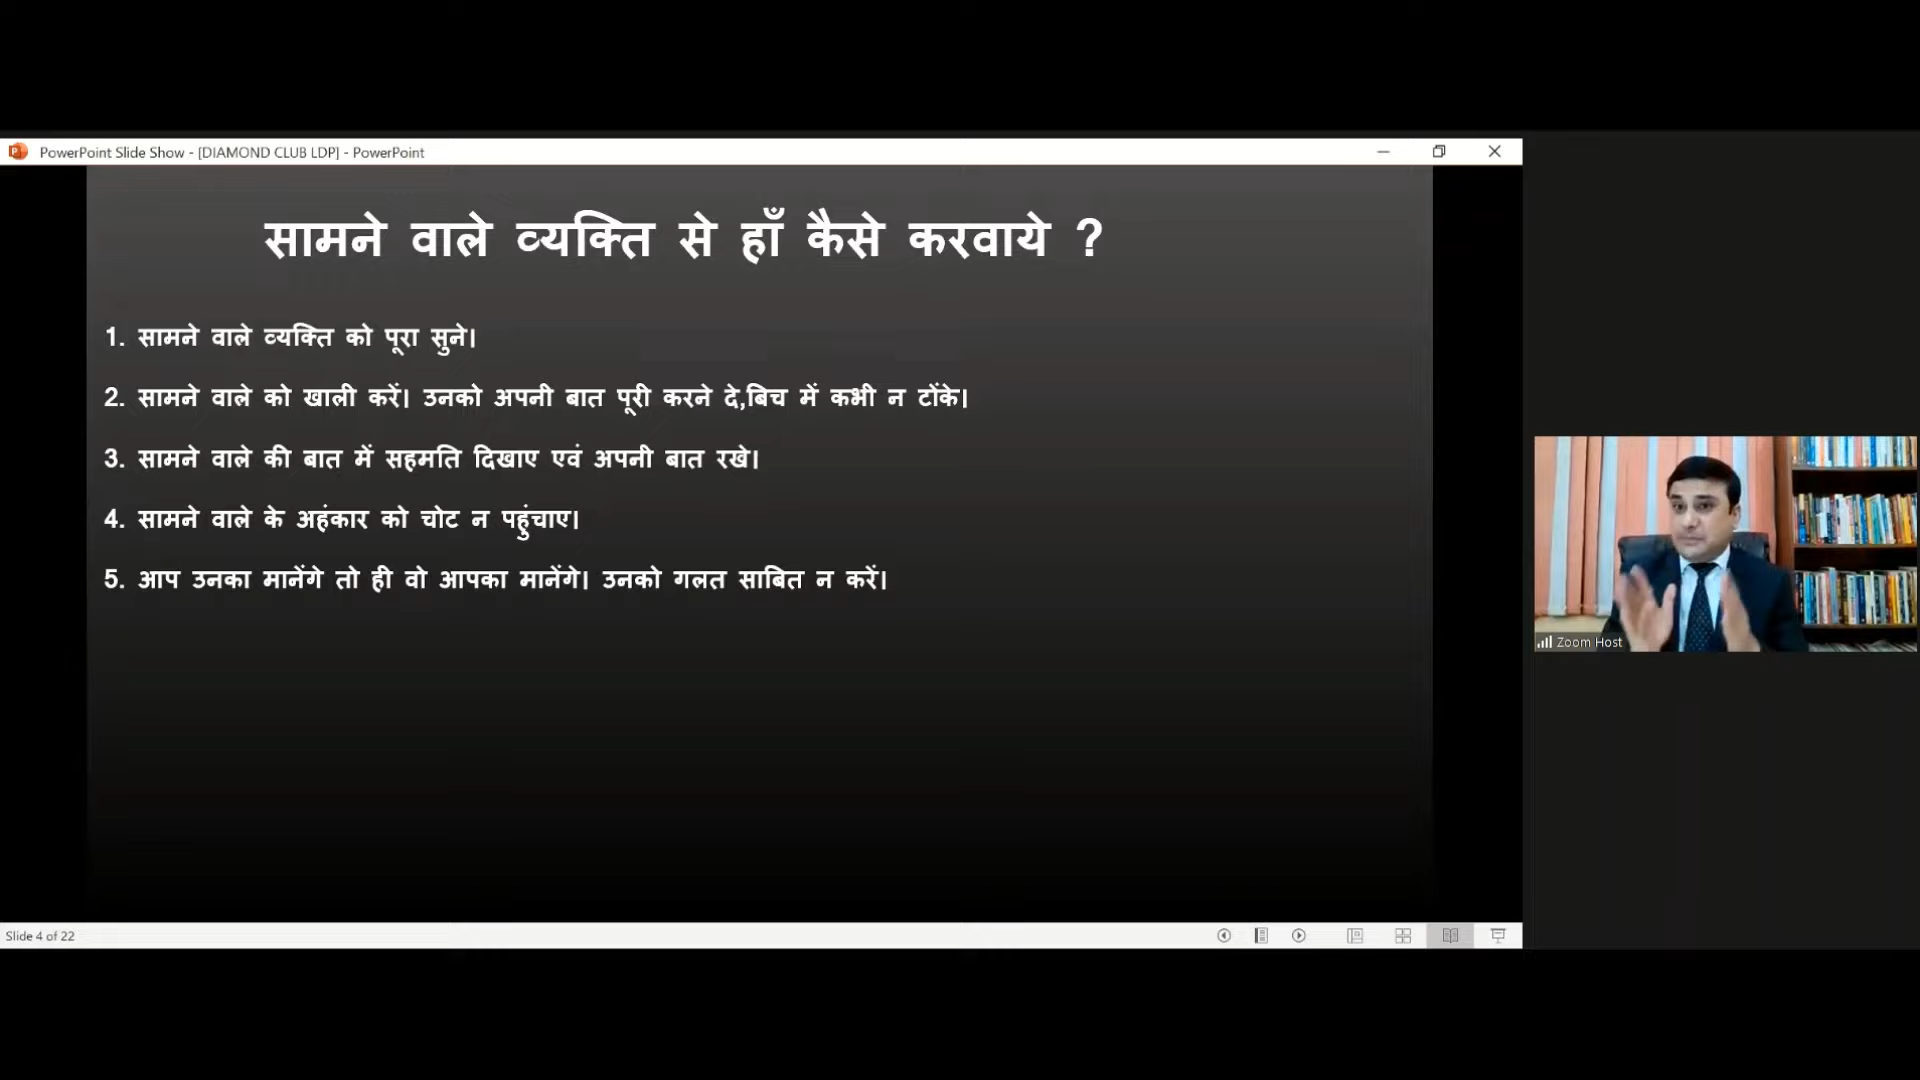 PowerPoint Slide Show - [DIAMOND CLUB LDP] - PowerPoint
सामने वाले व्यक्ति से हाँ कैसे करवाये ?
1. सामने वाले व्यक्ति को पूरा सुने।
2. सामने वाले को खाली करें। उनको अपनी बात पूरी करने दे,बिच में कभी न टोंके।
3. सामने वाले की बात में सहमति दिखाए एवं अपनी बात रखे।
4. सामने वाले के अहंकार को चोट न पहुंचाए।
5. आप उनका मानेंगे तो ही वो आपका मानेंगे। उनको गलत साबित न करें।
Zoom Host
Slide 4 of 22